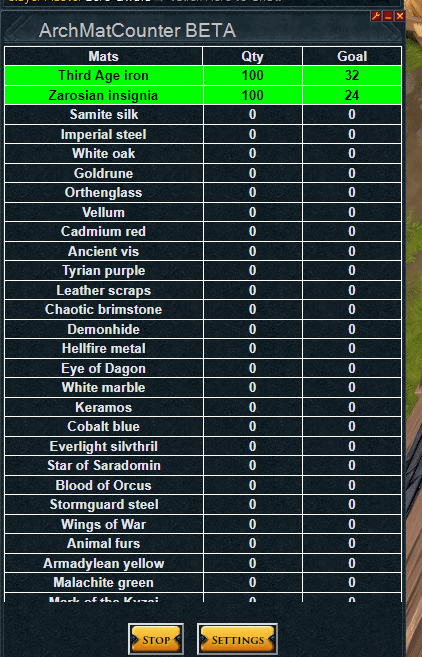 ArchMatCounter BETA
Mats Qty Goal
Third Age iron 100 32
Zarosian insignia 100 24
Samite silk 0 0
Imperial steel 0 0
White oak 0 0
Goldrune 0 0
Orthenglass 0 0
Vellum 0 0
Cadmium red 0 0
Ancient vis 0 0
Tyrian purple 0 0
Leather scraps 0 0
Chaotic brimstone 0 0
Demonhide 0 0
Hellfire metal 0 0
Eye of Dagon 0 0
White marble 0 0
Keramos 0 0
Cobalt blue 0 0
Everlight silvthril 0 0
Star of Saradomin 0 0
Blood of Orcus 0 0
Stormguard steel 0 0
Wings of War 0 0
Animal furs 0 0
Armadylean yellow 0 0
Malachite green 0 0
Mark of the Kyzaj 0 0
STOP SETTINGS